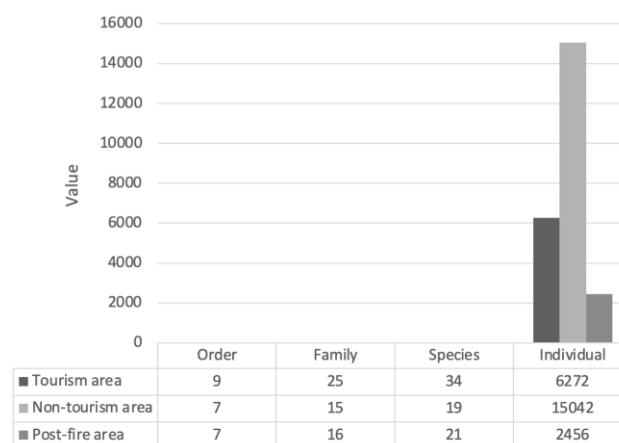 16000
14000
12000
10000
8000
6000
4000
2000
0
Value
Order Family Species Individual
Tourism area 9 25 34 6272
Non-tourism area 7 15 19 15042
Post-fire area 7 16 21 2456